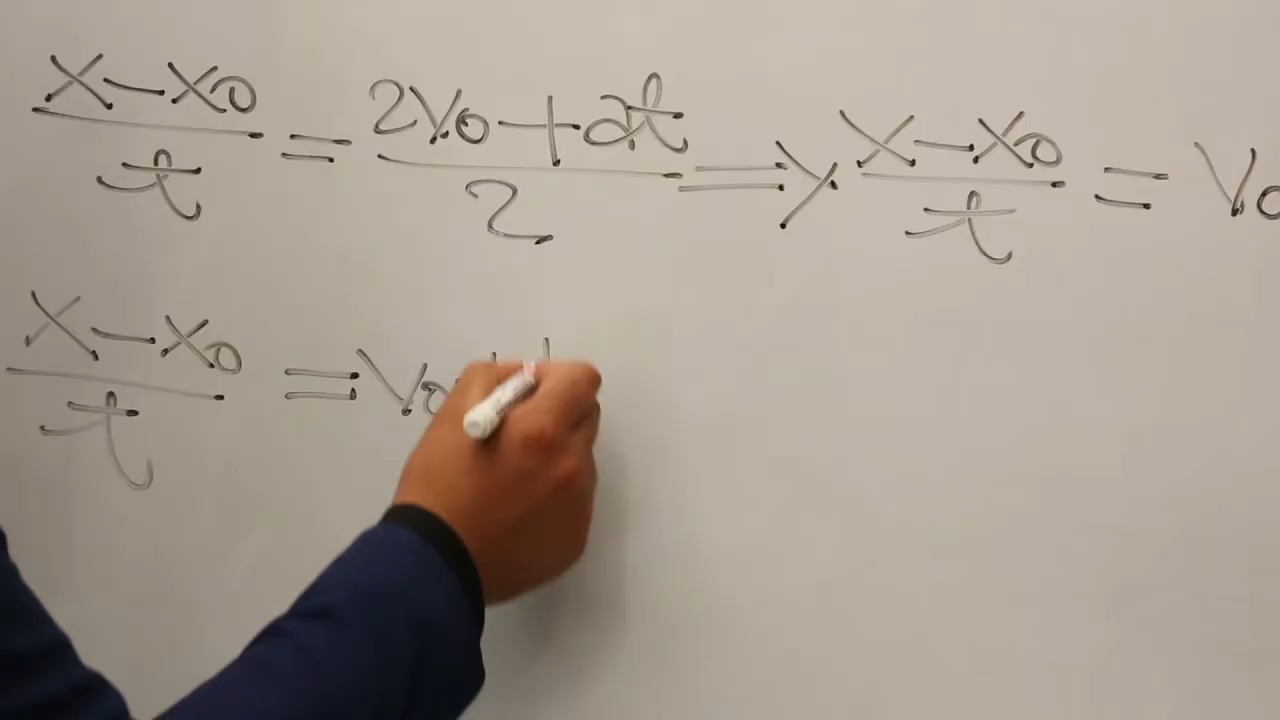 x-x₀/t = 2v₀+at/2 => x-x₀/t = v₀
x-x₀/t = v₀